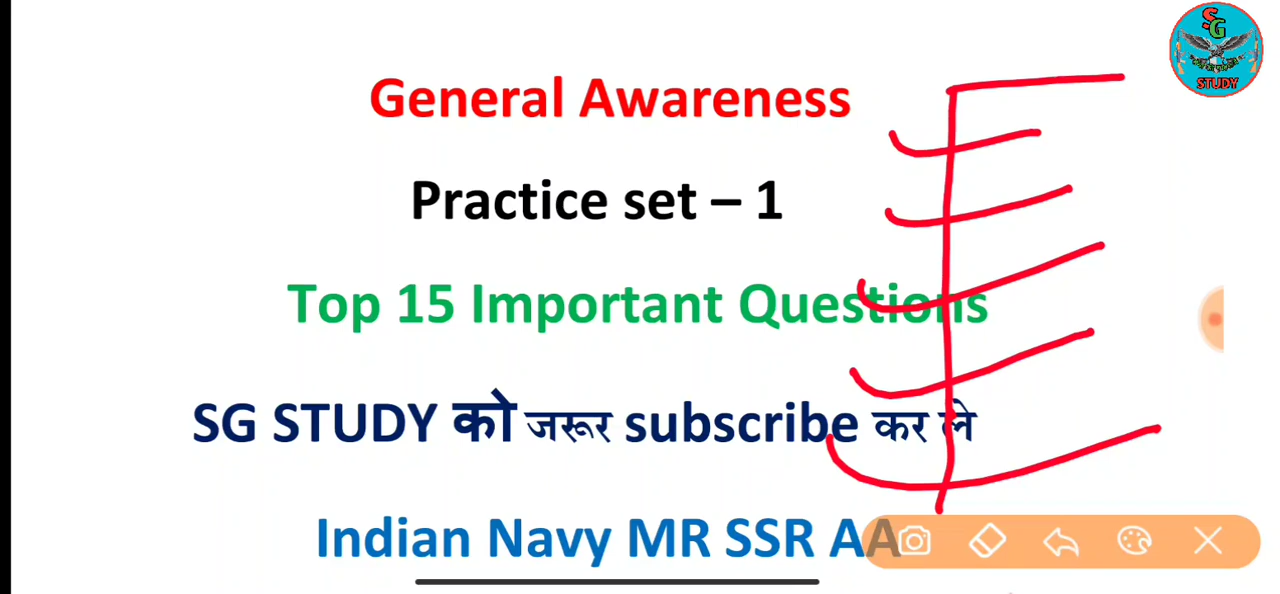 SG
STUDY
General Awareness
Practice set – 1
Top 15 Important Questions
SG STUDY को जरूर subscribe कर ले
Indian Navy MR SSR AA